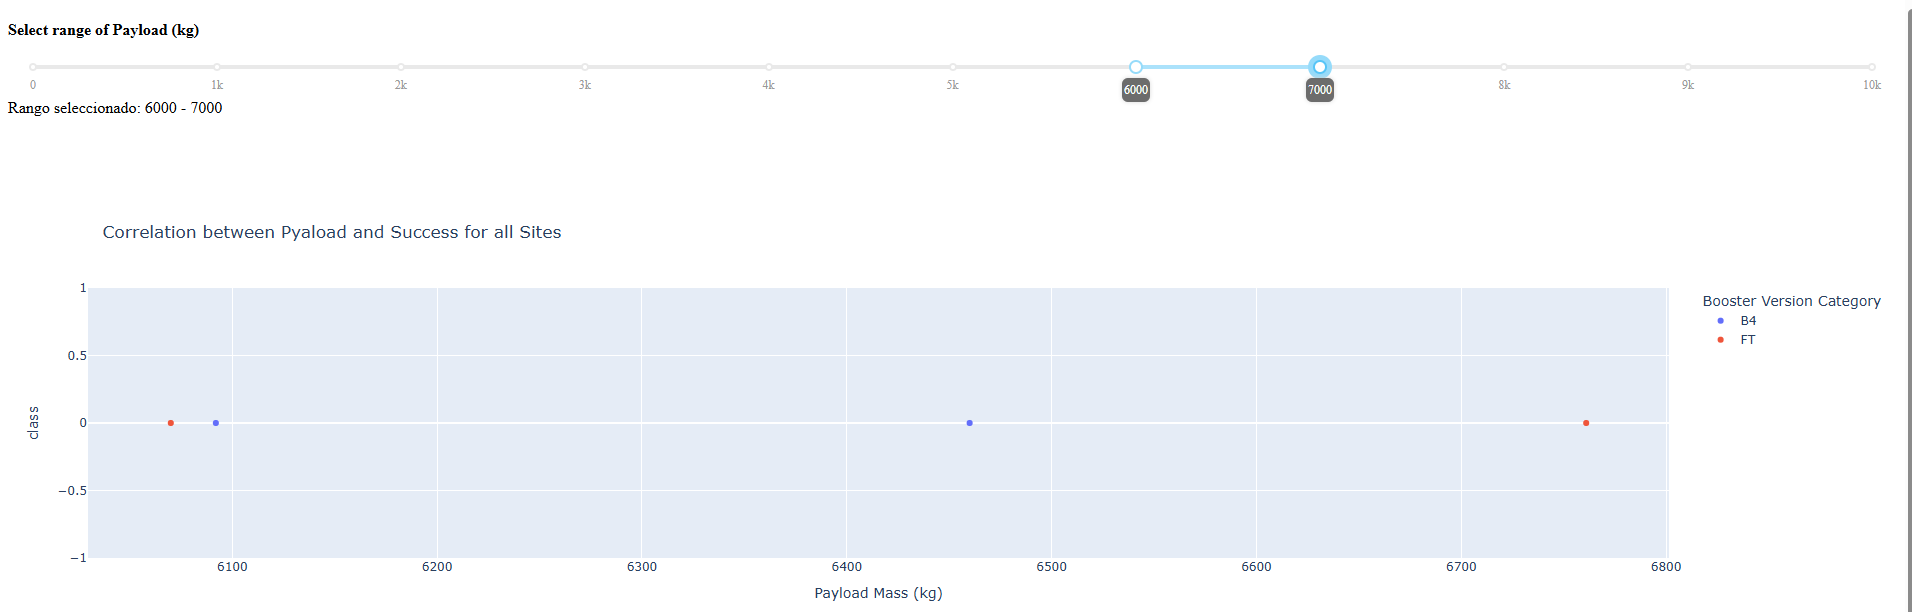 Select range of Payload (kg)
0 1k 2k 3k 4k 5k 6000 7000 8k 9k 10k
Rango seleccionado: 6000 - 7000
Correlation between Pyaload and Success for all Sites
1
0.5
0
−0.5
−1
class
6100 6200 6300 6400 6500 6600 6700 6800
Payload Mass (kg)
Booster Version Category
B4
FT